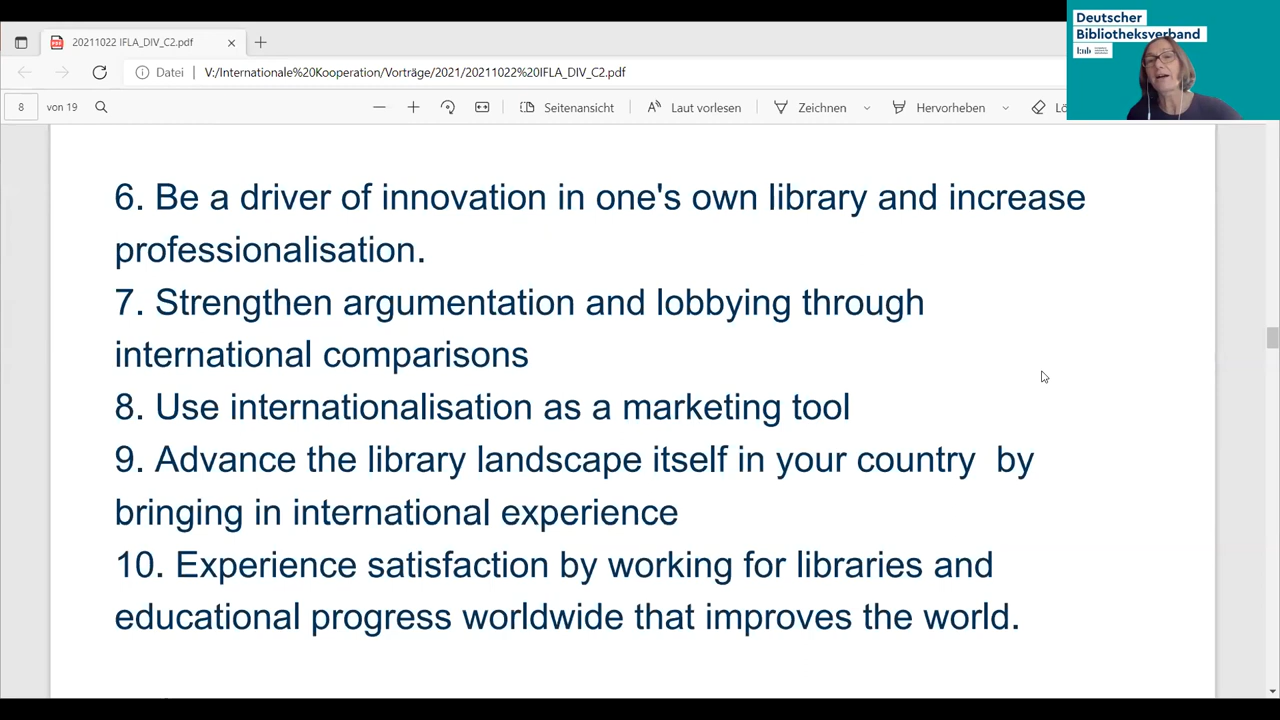 20211022 IFLA_DIV_C2.pdf
Datei V:/Internationale%20Kooperation/Vorträge/2021/20211022%20IFLA_DIV_C2.pdf
8 von 19 Seitenansicht Laut vorlesen Zeichnen Hervorheben Lö
Deutscher
Bibliotheksverband
knb
6. Be a driver of innovation in one's own library and increase
professionalisation.
7. Strengthen argumentation and lobbying through
international comparisons
8. Use internationalisation as a marketing tool
9. Advance the library landscape itself in your country by
bringing in international experience
10. Experience satisfaction by working for libraries and
educational progress worldwide that improves the world.